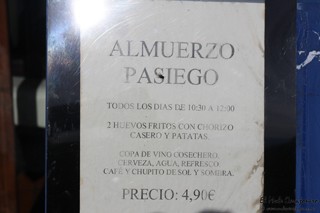 ALMUERZO
PASIEGO
TODOS LOS DIAS DE 10:30 A 12:00
2 HUEVOS FRITOS CON CHORIZO
CASERO Y PATATAS
COPA DE VINO COSECHERO,
CERVEZA, AGUA, REFRESCO
CAFÉ Y CHUPITO DE SOL Y SOMBRA.
PRECIO: 4,90€